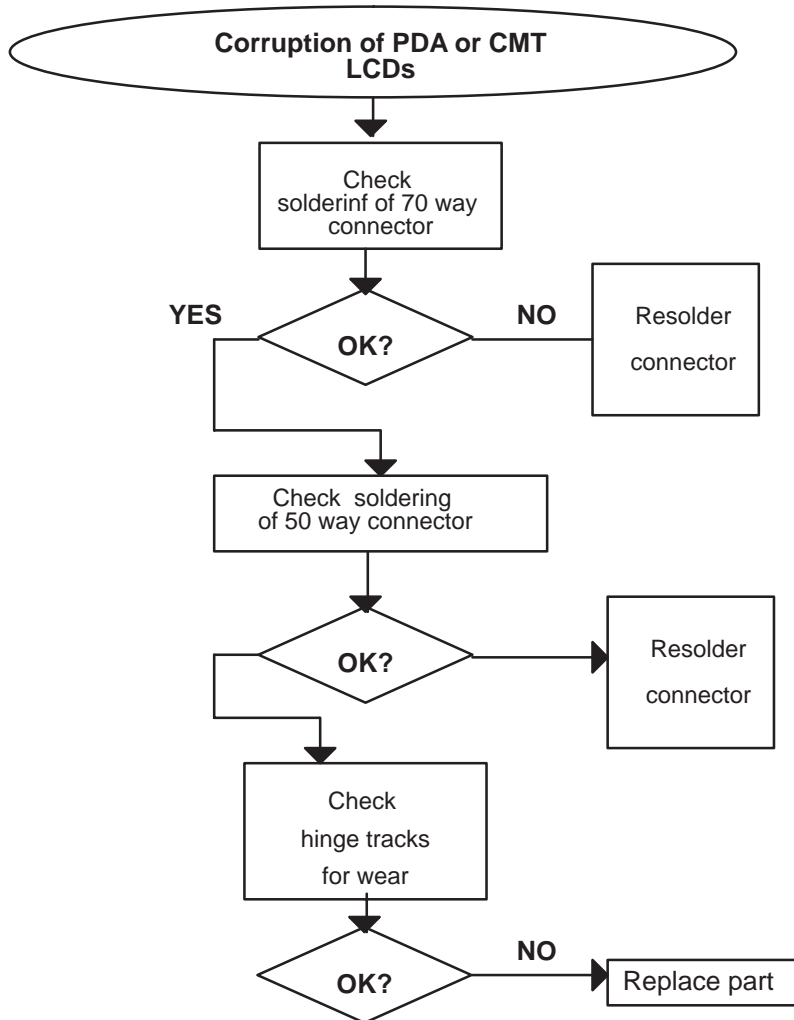 Corruption of PDA or CMT
LCDs
Check
solderinf of 70 way
connector
YES
OK?
NO
Resolder
connector
Check soldering
of 50 way connector
OK?
Resolder
connector
Check
hinge tracks
for wear
OK?
NO
Replace part